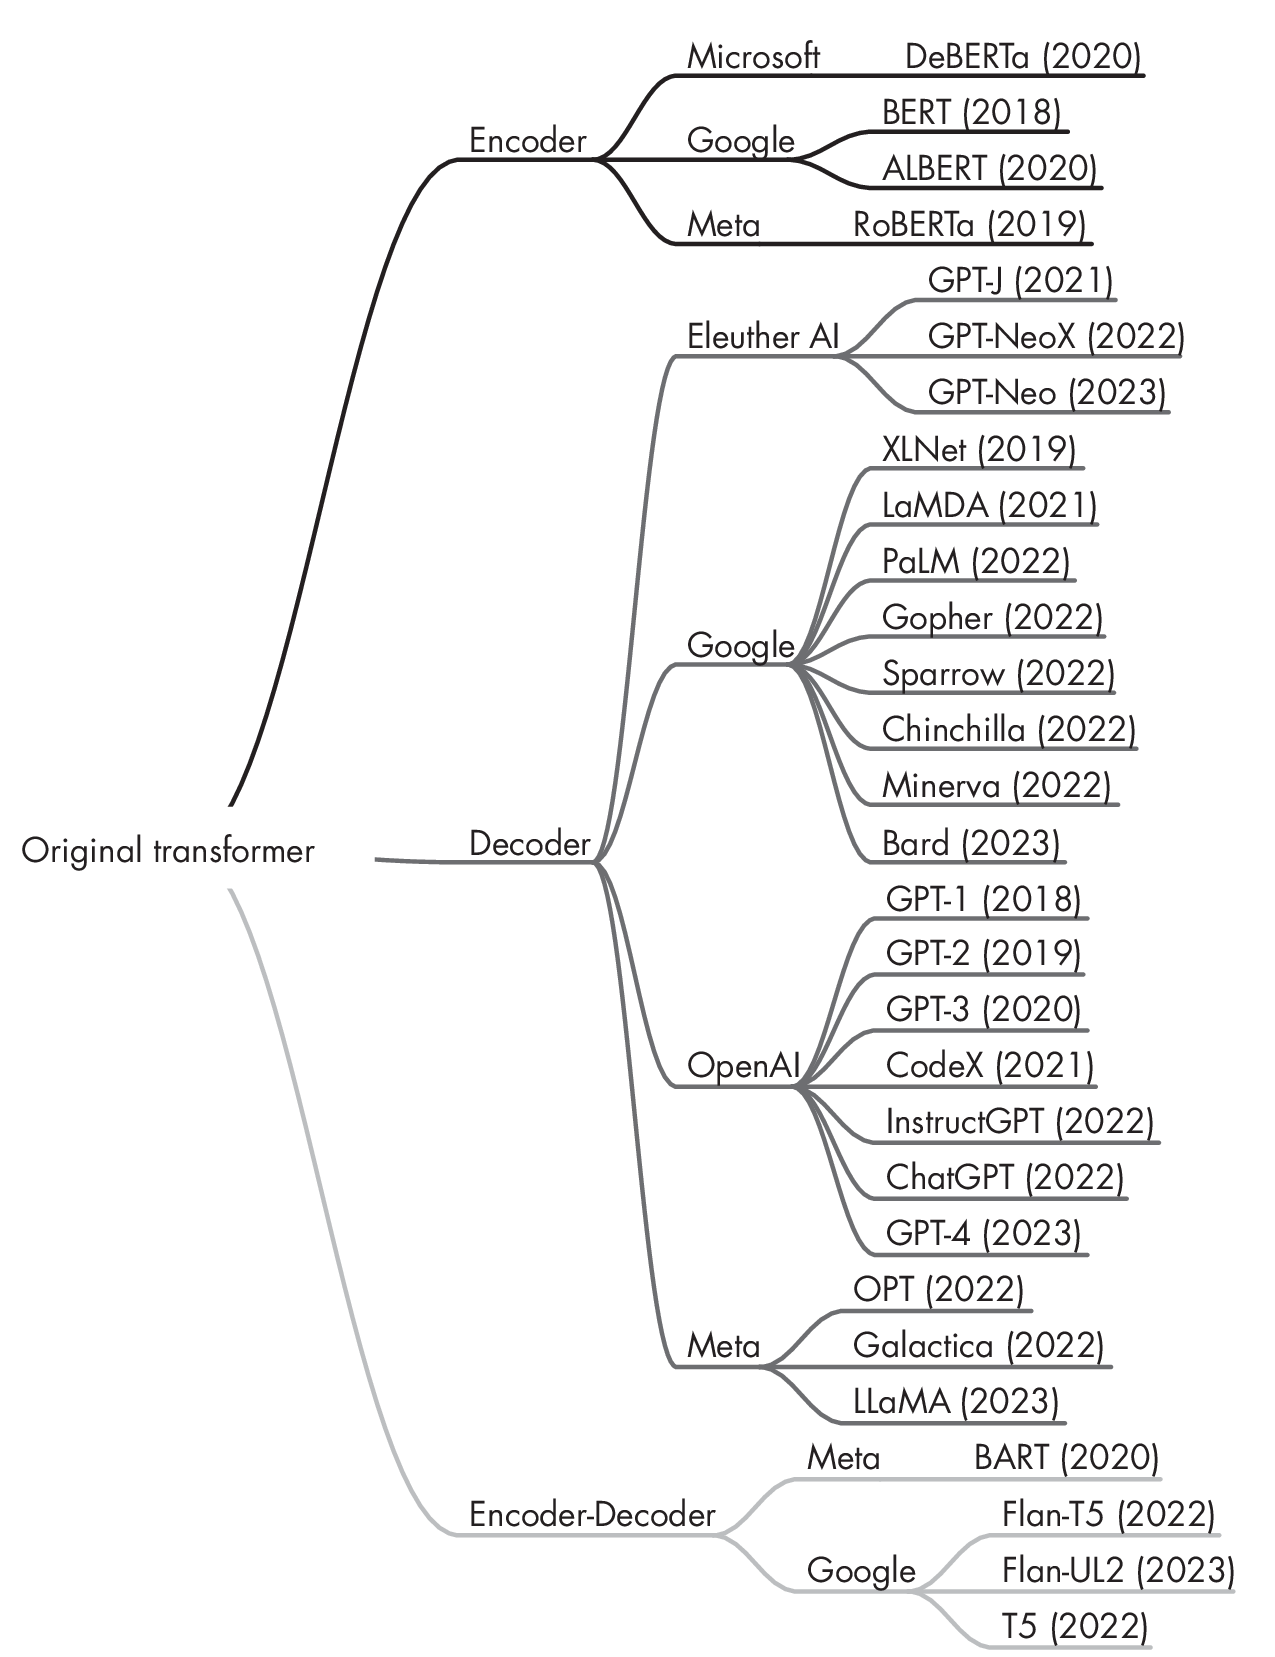 Microsoft DeBERTa (2020)
BERT (2018)
Encoder Google
ALBERT (2020)
Meta RoBERTa (2019)
GPT-J (2021)
Eleuther AI GPT-NeoX (2022)
GPT-Neo (2023)
XLNet (2019)
LaMDA (2021)
PaLM (2022)
Gopher (2022)
Google
Sparrow (2022)
Chinchilla (2022)
Minerva (2022)
Original transformer Decoder Bard (2023)
GPT-1 (2018)
GPT-2 (2019)
GPT-3 (2020)
OpenAI CodeX (2021)
InstructGPT (2022)
ChatGPT (2022)
GPT-4 (2023)
OPT (2022)
Meta Galactica (2022)
LLaMA (2023)
Meta BART (2020)
Encoder-Decoder Flan-T5 (2022)
Google Flan-UL2 (2023)
T5 (2022)